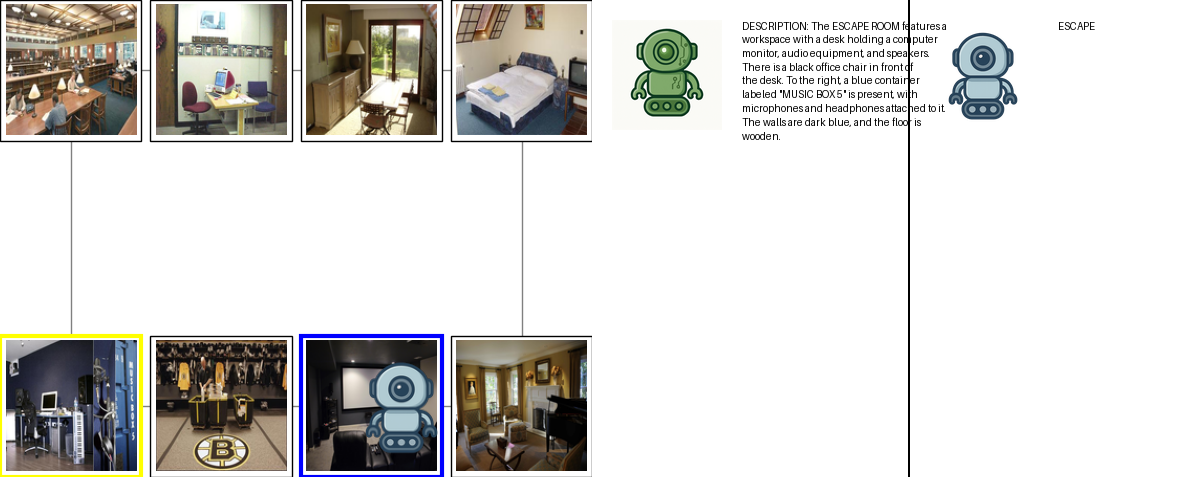 DESCRIPTION: The ESCAPE ROOM features a
workspace with a desk holding a computer
monitor, audio equipment, and speakers.
There is a black office chair in front of
the desk. To the right, a blue container
labeled "MUSIC BOX 5" is present, with
microphones and headphones attached to it.
The walls are dark blue, and the floor is
wooden.
ESCAPE
MUSIC BOX 5
B